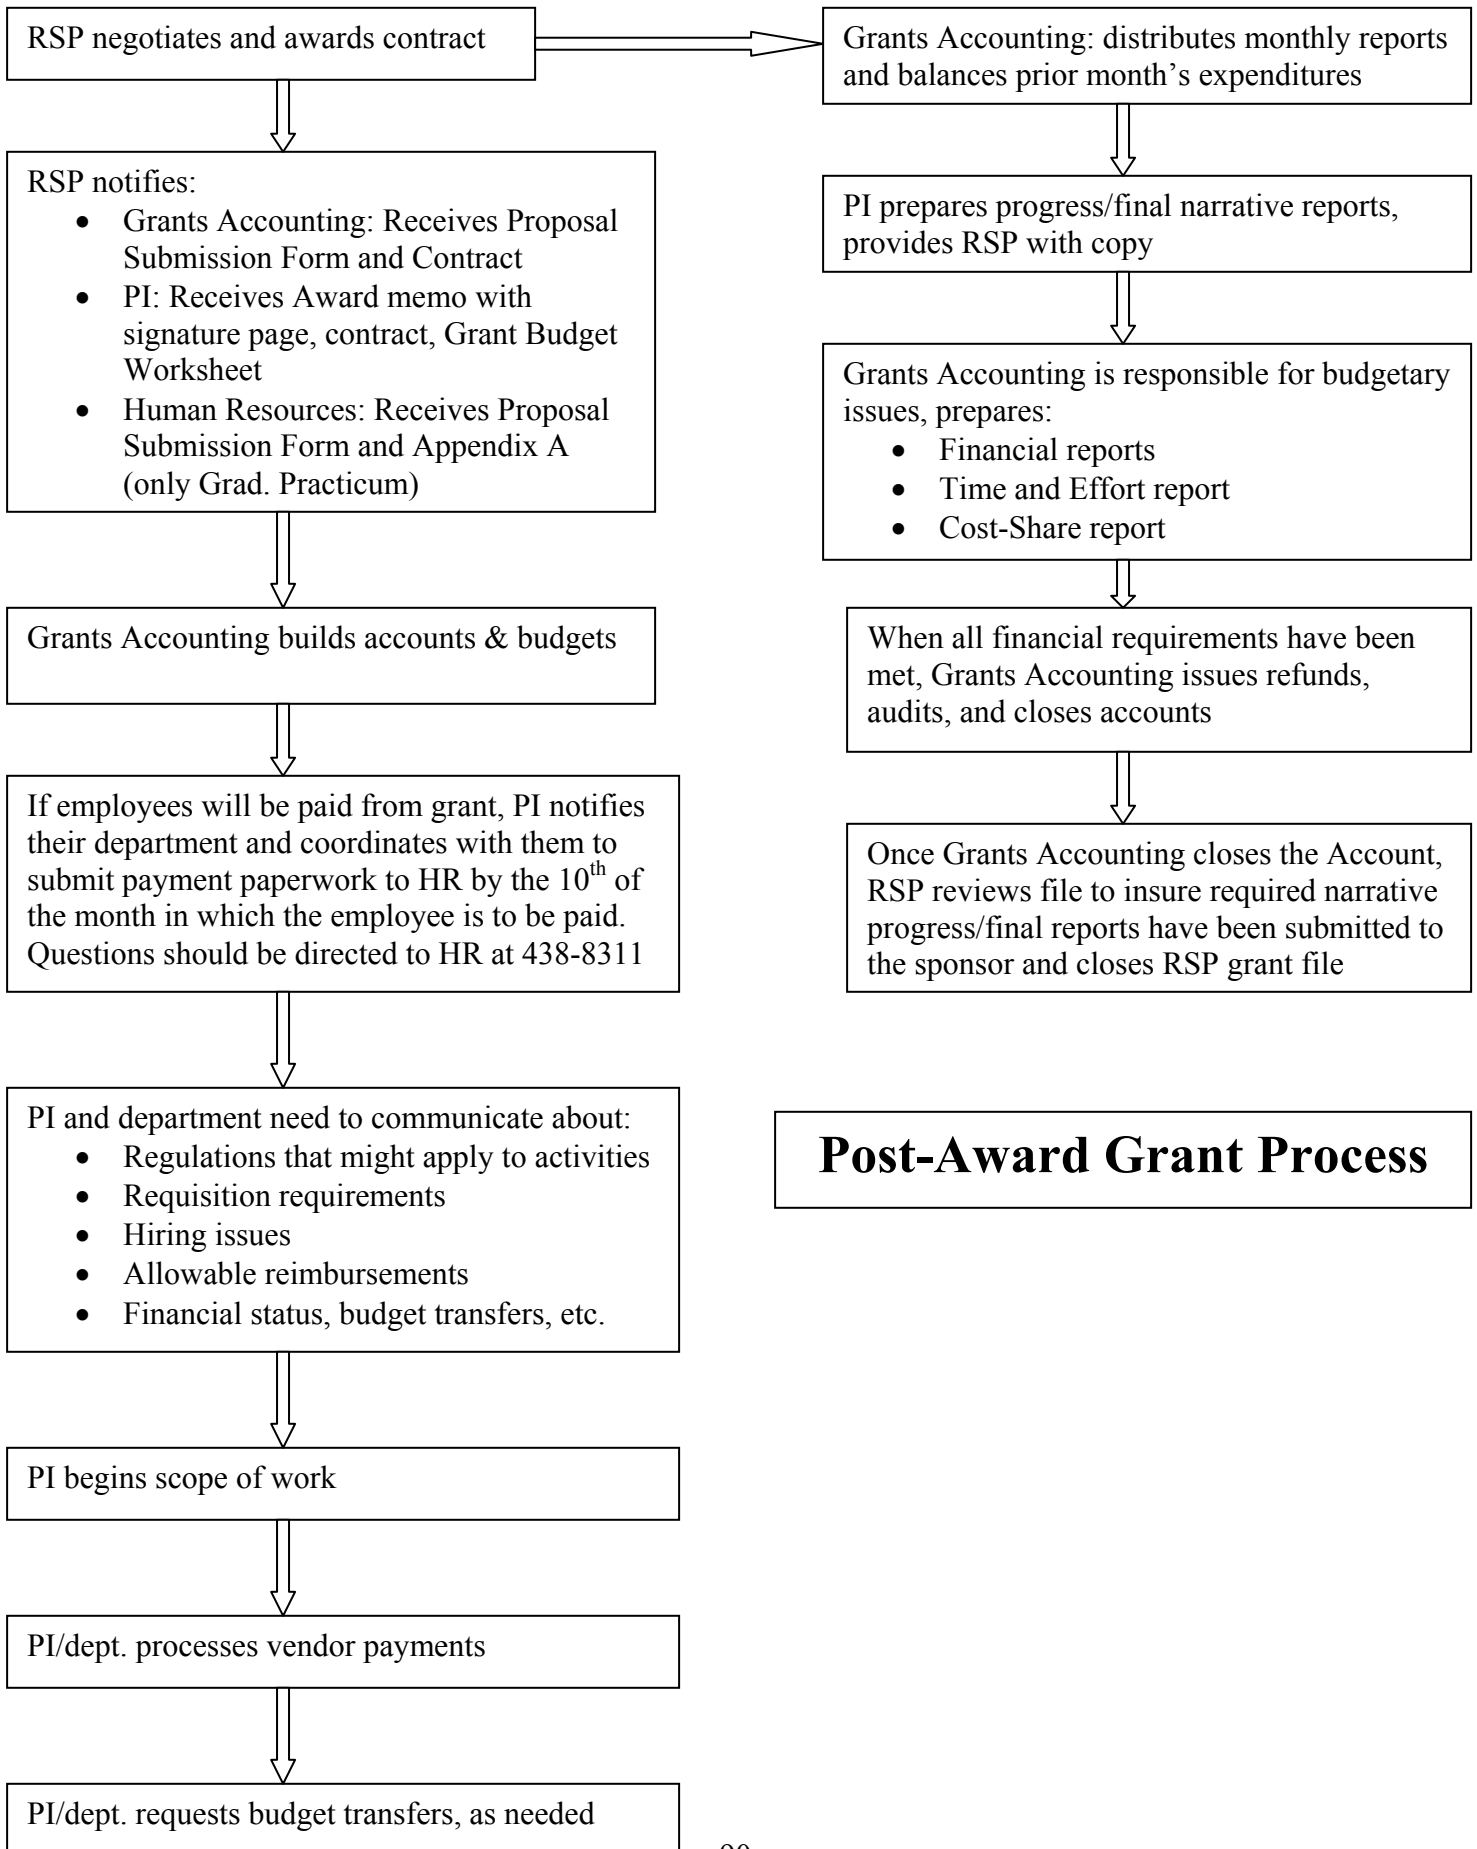 RSP negotiates and awards contract
RSP notifies:
• Grants Accounting: Receives Proposal
Submission Form and Contract
• PI: Receives Award memo with
signature page, contract, Grant Budget
Worksheet
• Human Resources: Receives Proposal
Submission Form and Appendix A
(only Grad. Practicum)
Grants Accounting builds accounts & budgets
If employees will be paid from grant, PI notifies
their department and coordinates with them to
submit payment paperwork to HR by the 10th of
the month in which the employee is to be paid.
Questions should be directed to HR at 438-8311
PI and department need to communicate about:
• Regulations that might apply to activities
• Requisition requirements
• Hiring issues
• Allowable reimbursements
• Financial status, budget transfers, etc.
PI begins scope of work
PI/dept. processes vendor payments
PI/dept. requests budget transfers, as needed
Grants Accounting: distributes monthly reports
and balances prior month’s expenditures
PI prepares progress/final narrative reports,
provides RSP with copy
Grants Accounting is responsible for budgetary
issues, prepares:
• Financial reports
• Time and Effort report
• Cost-Share report
When all financial requirements have been
met, Grants Accounting issues refunds,
audits, and closes accounts
Once Grants Accounting closes the Account,
RSP reviews file to insure required narrative
progress/final reports have been submitted to
the sponsor and closes RSP grant file
Post-Award Grant Process